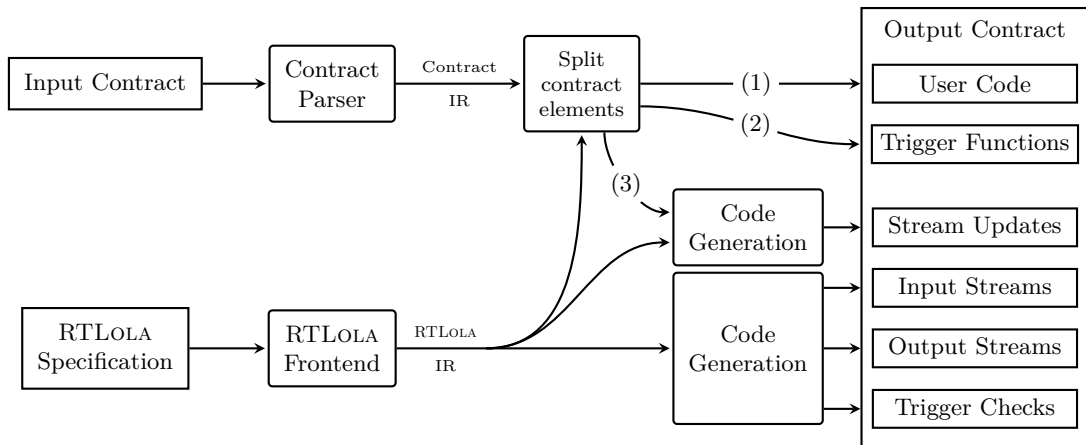 Output Contract
Input Contract
Contract
Parser
Contract
IR
Split
contract
elements
(1)
User Code
(2)
Trigger Functions
(3)
Code
Generation
Stream Updates
Input Streams
RTLOLA
Specification
RTLOLA
Frontend
RTLOLA
IR
Code
Generation
Output Streams
Trigger Checks